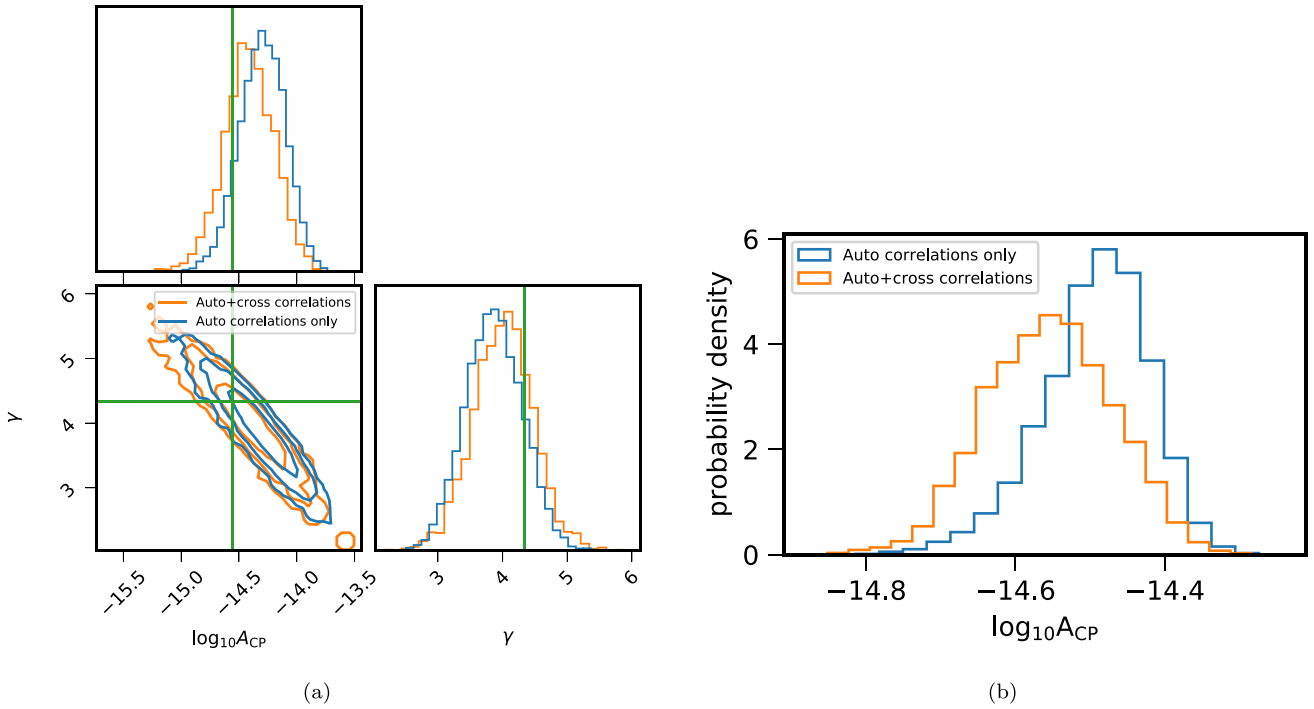 6
5
4
3
γ
Auto+cross correlations
Auto correlations only
−15.5
−15.0
−14.5
−14.0
−13.5
log₁₀A_CP
3
4
5
6
γ
(a)
probability density
6
4
2
0
Auto correlations only
Auto+cross correlations
−14.8
−14.6
−14.4
log₁₀A_CP
(b)